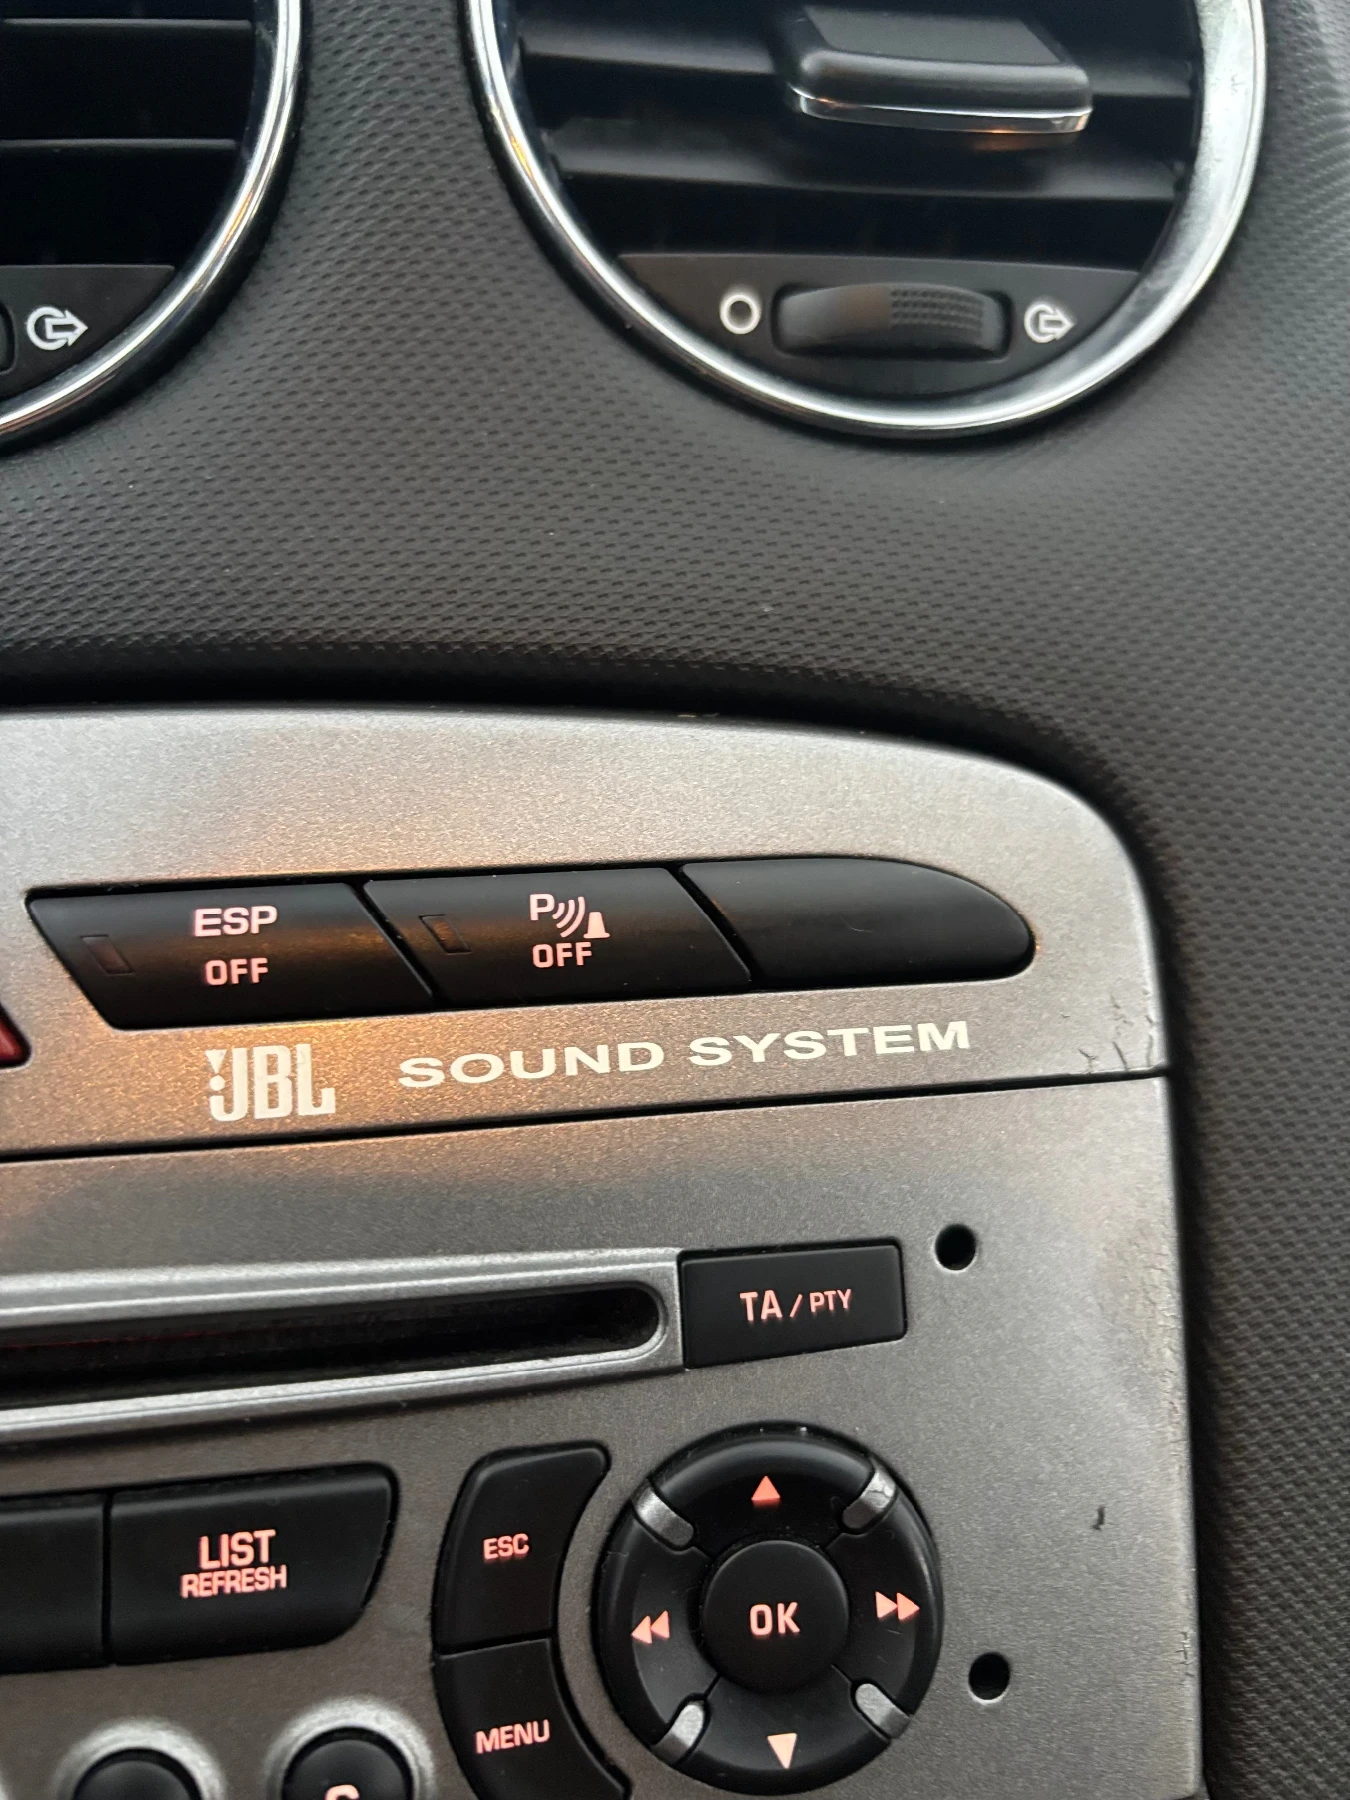 ESP
OFF
P
OFF
JBL SOUND SYSTEM
TA / PTY
LIST
REFRESH
ESC
OK
MENU